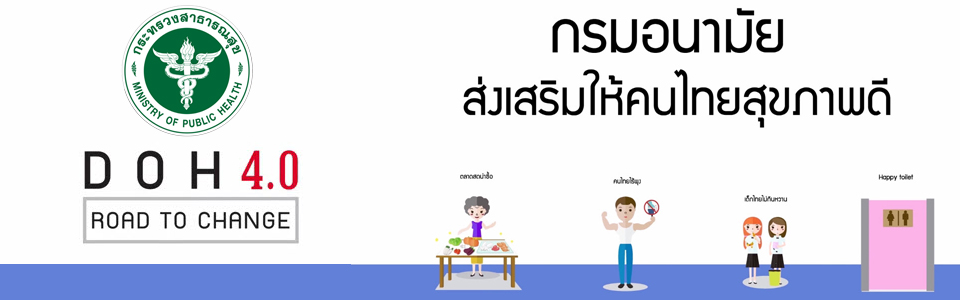 กระทรวงสาธารณสุข
MINISTRY OF PUBLIC HEALTH
DOH 4.0
ROAD TO CHANGE
กรมอนามัย
ส่งเสริมให้คนไทยสุขภาพดี
ตลาดสดน่าซื้อ
คนไทยไร้พุง
เด็กไทยไม่กินหวาน
Happy toilet